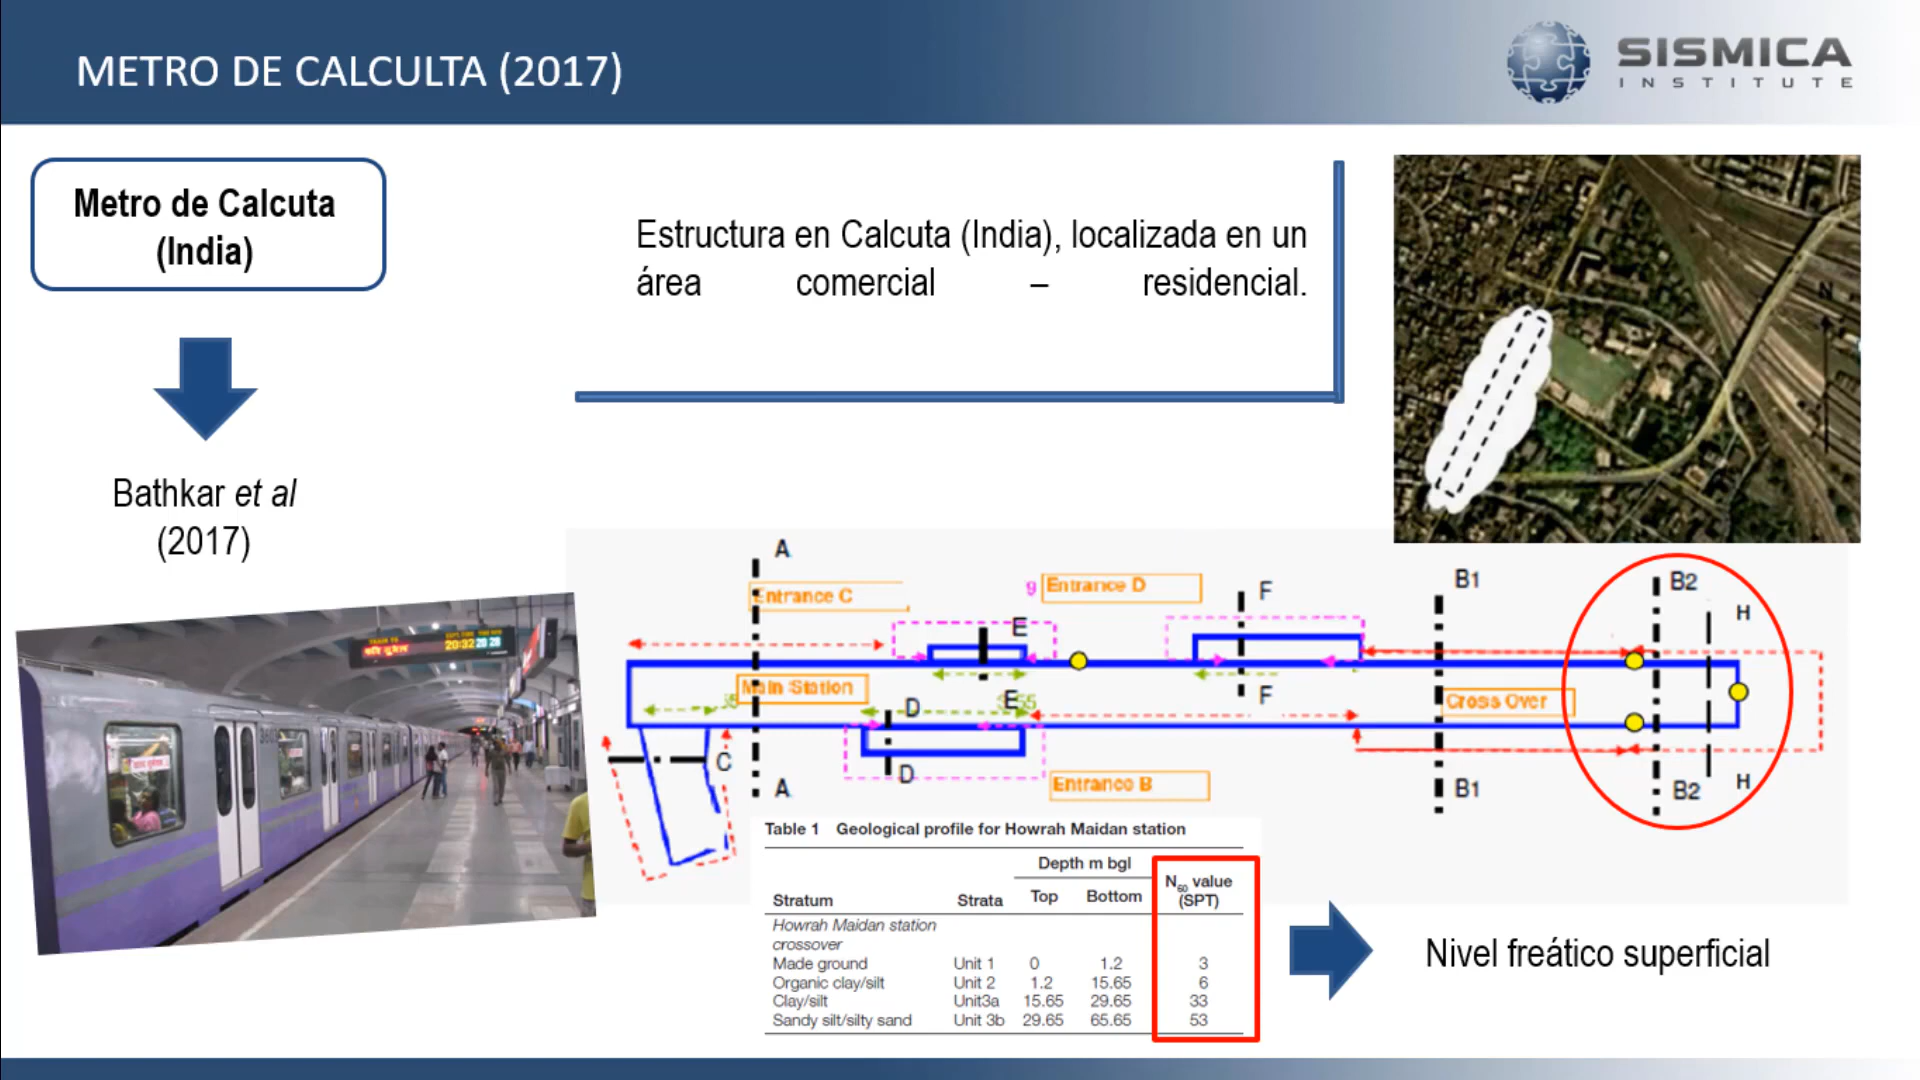 METRO DE CALCULTA (2017)
SISMICA
INSTITUTE
Metro de Calcuta
(India)
Estructura en Calcuta (India), localizada en un
área comercial – residencial.
Bathkar et al
(2017)
N
A
Entrance C
9
Entrance D
E
F
B1
B2
H
Main Station
D
E
F
Cross Over
C
A
D
Entrance B
B1
B2
H
20:32
Table 1 Geological profile for Howrah Maidan station
Depth m bgl
N60 value
(SPT)
Stratum Strata Top Bottom
Howrah Maidan station
crossover
Made ground Unit 1 0 1.2 3
Organic clay/silt Unit 2 1.2 15.65 6
Clay/silt Unit3a 15.65 29.65 33
Sandy silt/silty sand Unit 3b 29.65 65.65 53
Nivel freático superficial